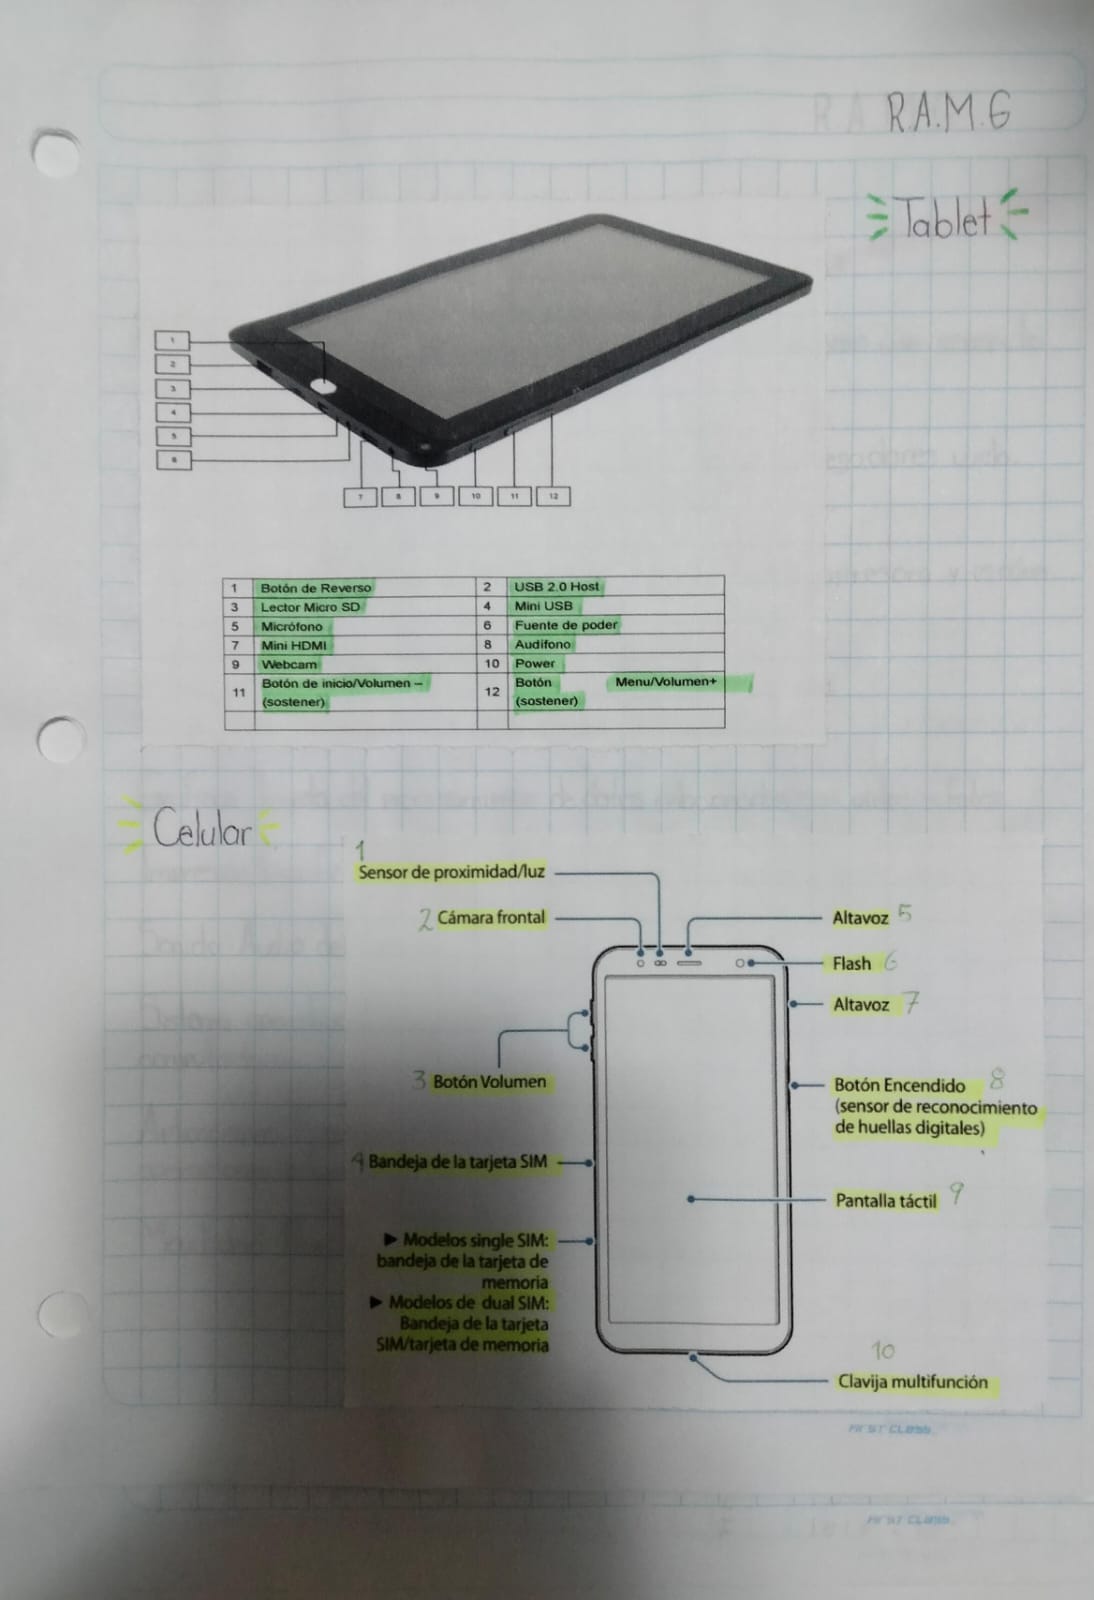 R.A.M.G
Tablet
1
2
3
4
5
6
7
8
9
10
11
12
1 Botón de Reverso 2 USB 2.0 Host
3 Lector Micro SD 4 Mini USB
5 Micrófono 6 Fuente de poder
7 Mini HDMI 8 Audifono
9 Webcam 10 Power
11 Botón de inicio/Volumen – (sostener) 12 Botón Menu/Volumen+ (sostener)
Celular
1
Sensor de proximidad/luz
2 Cámara frontal
Altavoz 5
Flash 6
Altavoz 7
3 Botón Volumen
Botón Encendido 8
(sensor de reconocimiento
de huellas digitales)
4 Bandeja de la tarjeta SIM
Pantalla táctil 9
► Modelos single SIM:
bandeja de la tarjeta de
memoria
► Modelos de dual SIM:
Bandeja de la tarjeta
SIM/tarjeta de memoria
10
Clavija multifunción
FIRST CLASS.
FIRST CLASS.